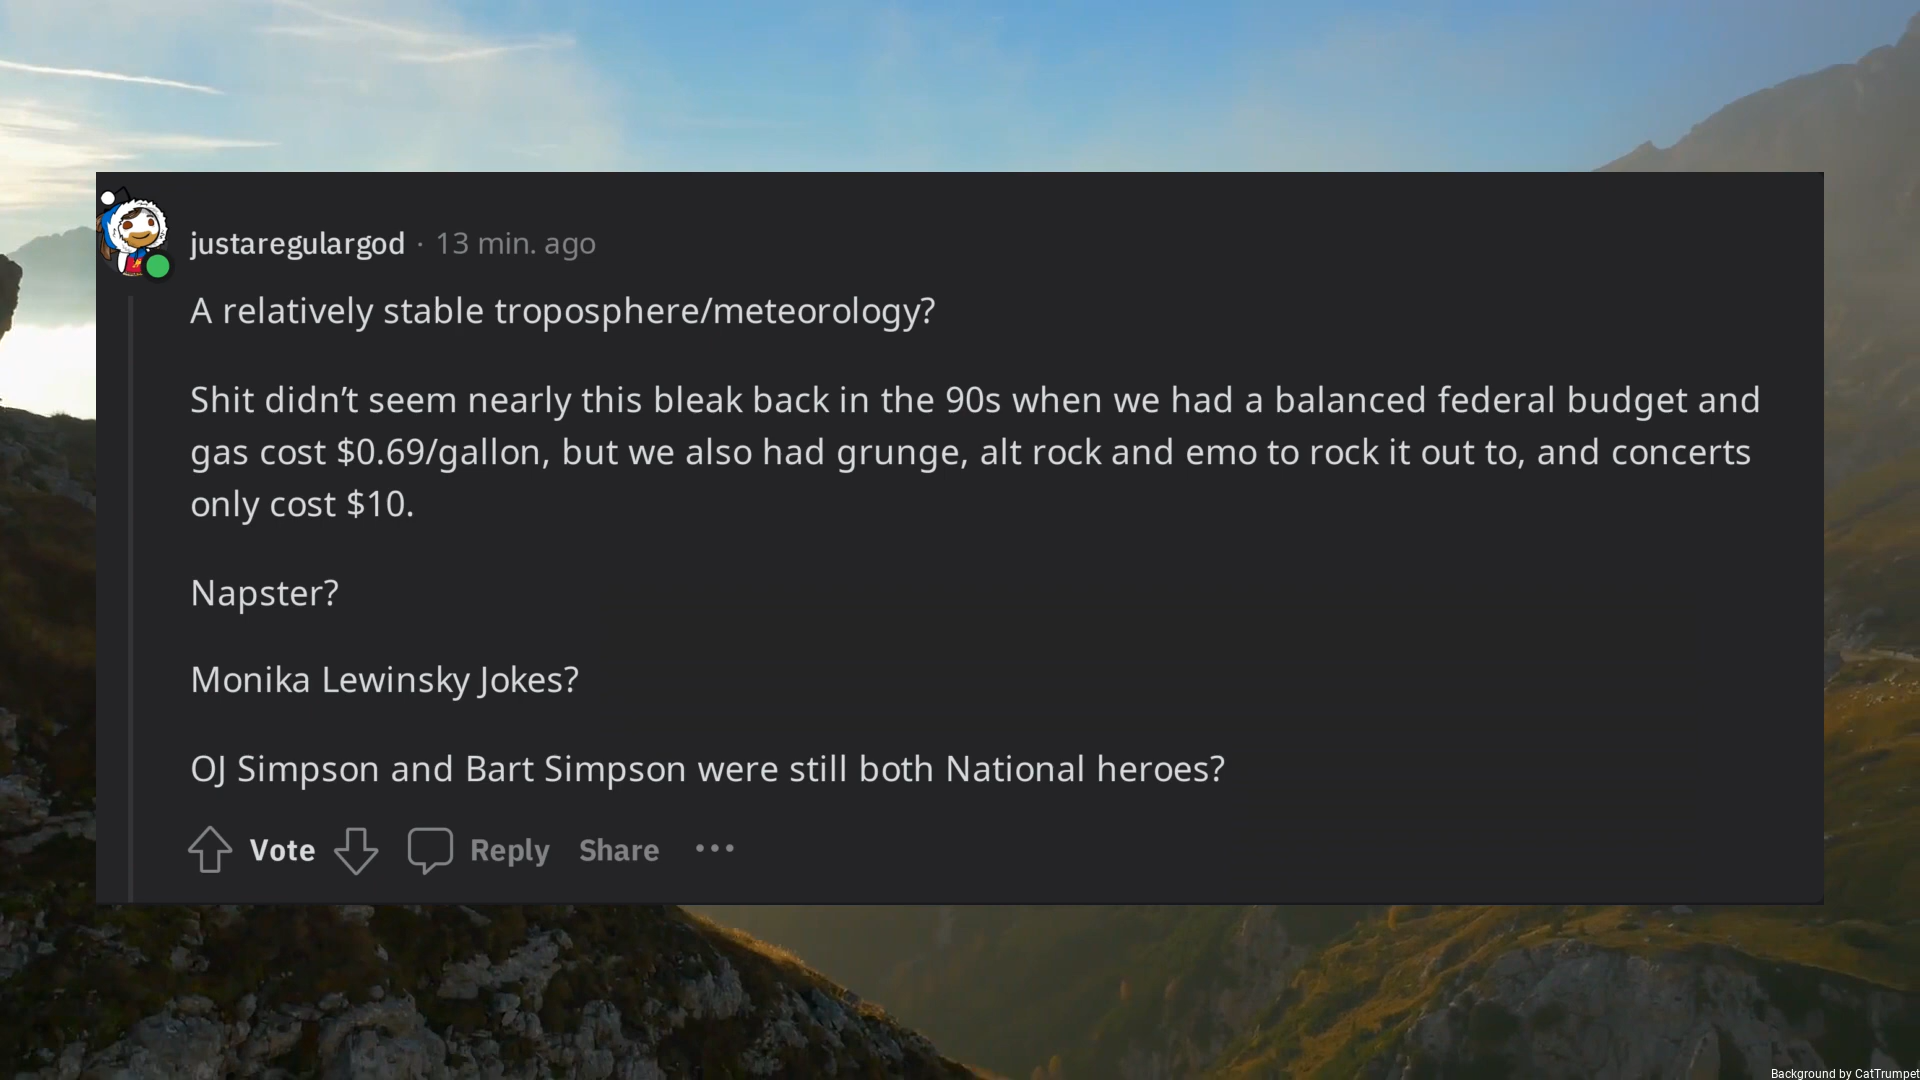 justaregulargod · 13 min. ago
A relatively stable troposphere/meteorology?
Shit didn’t seem nearly this bleak back in the 90s when we had a balanced federal budget and
gas cost $0.69/gallon, but we also had grunge, alt rock and emo to rock it out to, and concerts
only cost $10.
Napster?
Monika Lewinsky Jokes?
OJ Simpson and Bart Simpson were still both National heroes?
Vote Reply Share ···
Background by CatTrumpet